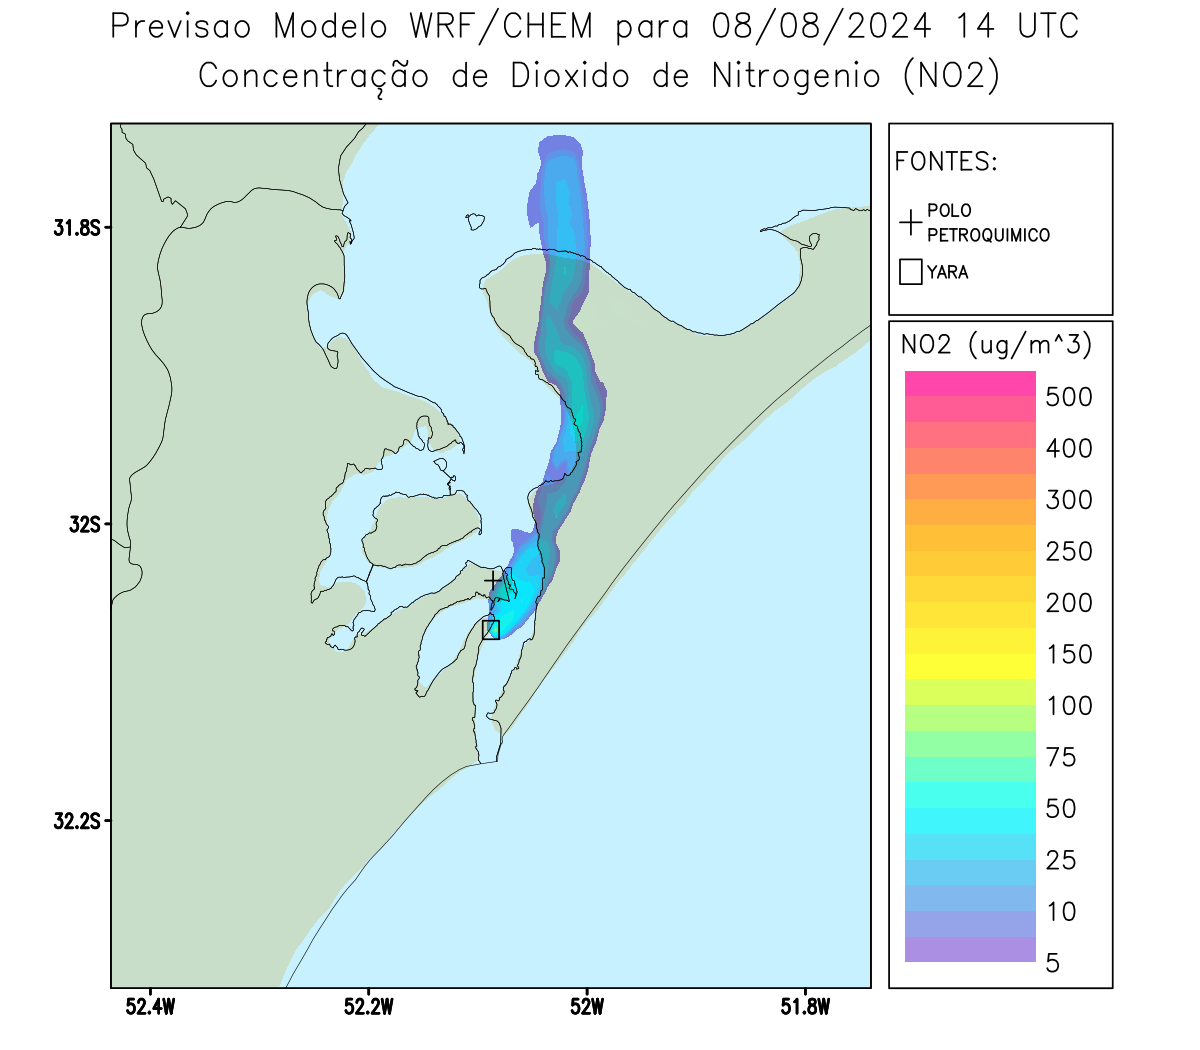 Previsao Modelo WRF/CHEM para 08/08/2024 14 UTC
Concentração de Dioxido de Nitrogenio (NO2)
FONTES:
POLO
PETROQUIMICO
YARA
NO2 (ug/m^3)
500
400
300
250
200
150
100
75
50
25
10
5
31.8S
32S
32.2S
52.4W
52.2W
52W
51.8W